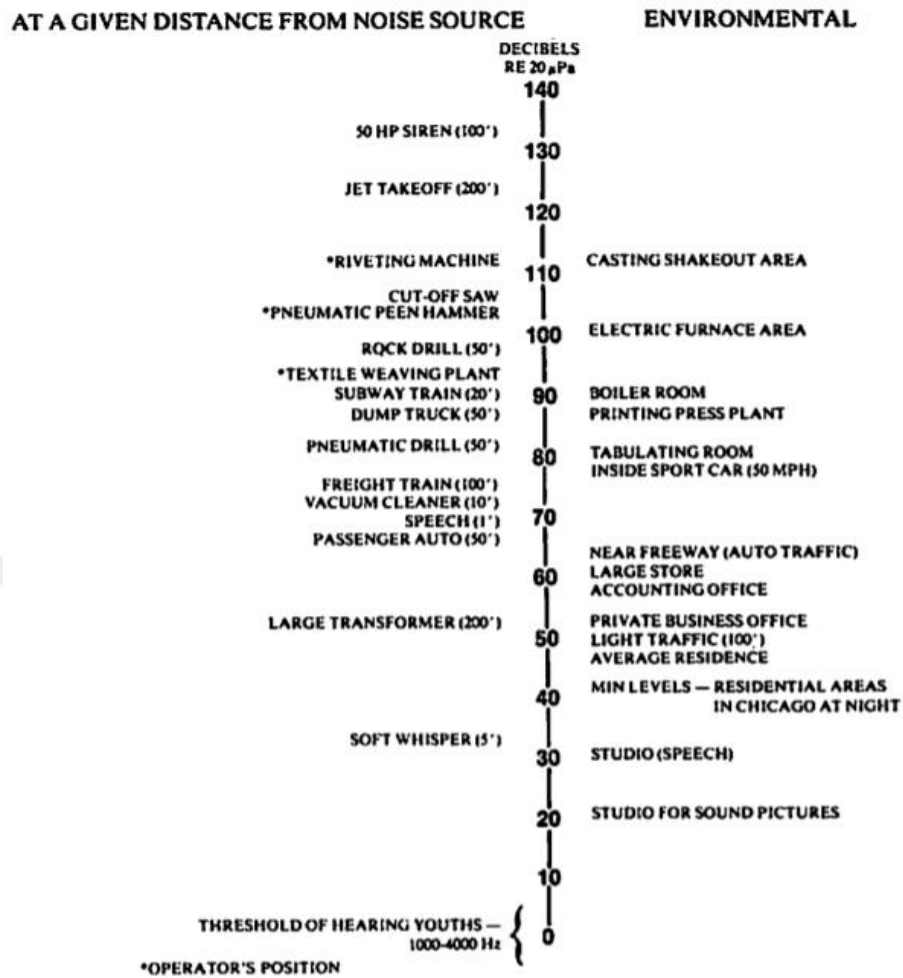 AT A GIVEN DISTANCE FROM NOISE SOURCE
ENVIRONMENTAL
DECIBELS
RE 20 µPa
140
50 HP SIREN (100')
130
JET TAKEOFF (200')
120
*RIVETING MACHINE
CASTING SHAKEOUT AREA
110
CUT-OFF SAW
*PNEUMATIC PEEN HAMMER
ELECTRIC FURNACE AREA
100
ROCK DRILL (50')
*TEXTILE WEAVING PLANT
SUBWAY TRAIN (20')
90
BOILER ROOM
DUMP TRUCK (50')
PRINTING PRESS PLANT
PNEUMATIC DRILL (50')
80
TABULATING ROOM
INSIDE SPORT CAR (50 MPH)
FREIGHT TRAIN (100')
VACUUM CLEANER (10')
SPEECH (1')
70
PASSENGER AUTO (50')
NEAR FREEWAY (AUTO TRAFFIC)
60
LARGE STORE
ACCOUNTING OFFICE
LARGE TRANSFORMER (200')
PRIVATE BUSINESS OFFICE
50
LIGHT TRAFFIC (100')
AVERAGE RESIDENCE
40
MIN LEVELS — RESIDENTIAL AREAS
IN CHICAGO AT NIGHT
SOFT WHISPER (5')
30
STUDIO (SPEECH)
20
STUDIO FOR SOUND PICTURES
10
THRESHOLD OF HEARING YOUTHS —
1000-4000 Hz
0
*OPERATOR'S POSITION